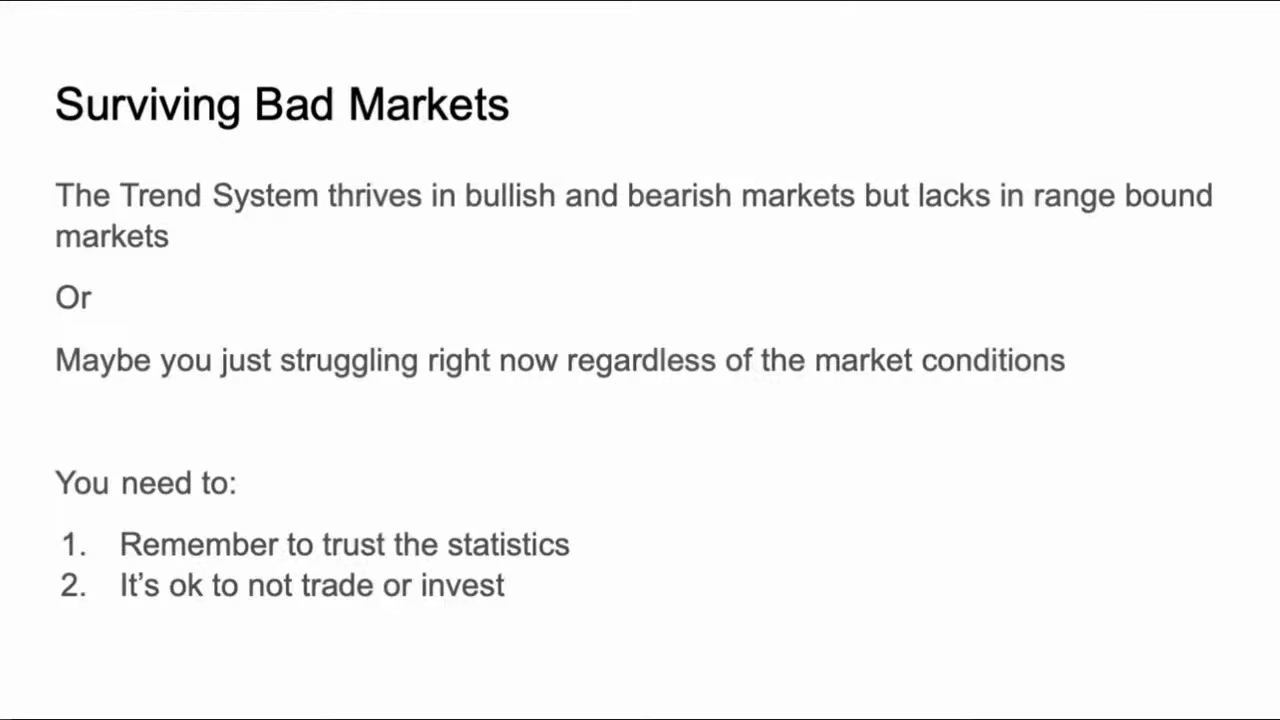 Surviving Bad Markets
The Trend System thrives in bullish and bearish markets but lacks in range bound
markets
Or
Maybe you just struggling right now regardless of the market conditions
You need to:
1. Remember to trust the statistics
2. It’s ok to not trade or invest